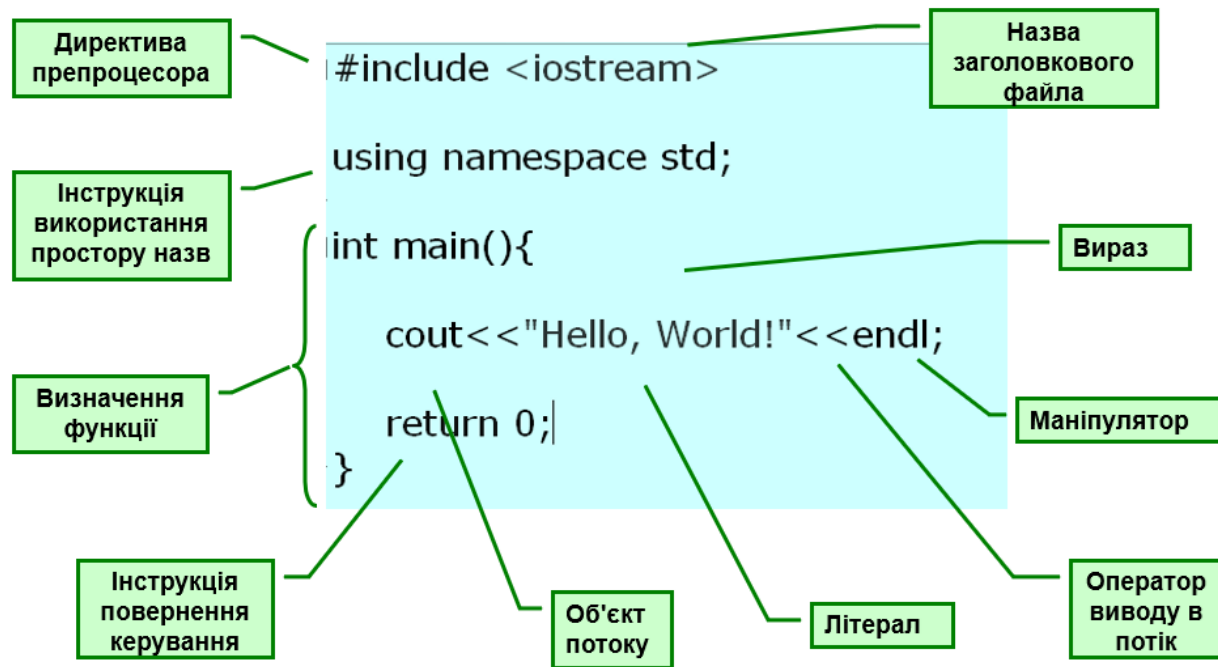 Директива
препроцесора
Назва
заголовкового
файла
#include <iostream>
using namespace std;
Інструкція
використання
простору назв
int main(){
Вираз
cout<<"Hello, World!"<<endl;
Визначення
функції
return 0;
Маніпулятор
}
Інструкція
повернення
керування
Об'єкт
потоку
Літерал
Оператор
виводу в
потік